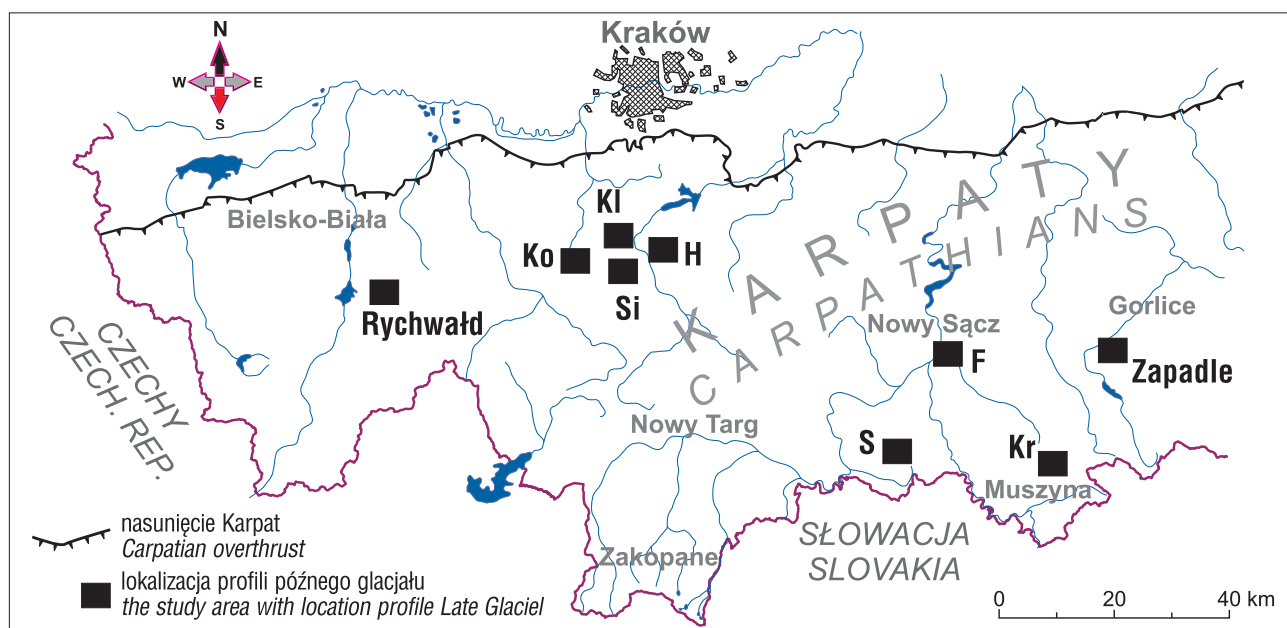 Kraków
N
W
E
S
Bielsko-Biała
Kl
Ko
H
Si
Rychwałd
KARPATY
CARPATHIANS
Gorlice
Nowy Sącz
F
Zapadle
CZECHY
CZECH. REP.
Nowy Targ
S
Kr
Muszyna
SŁOWACJA
SLOVAKIA
Zakopane
nasunięcie Karpat
Carpatian overthrust
lokalizacja profili późnego glacjału
the study area with location profile Late Glaciel
0 20 40 km